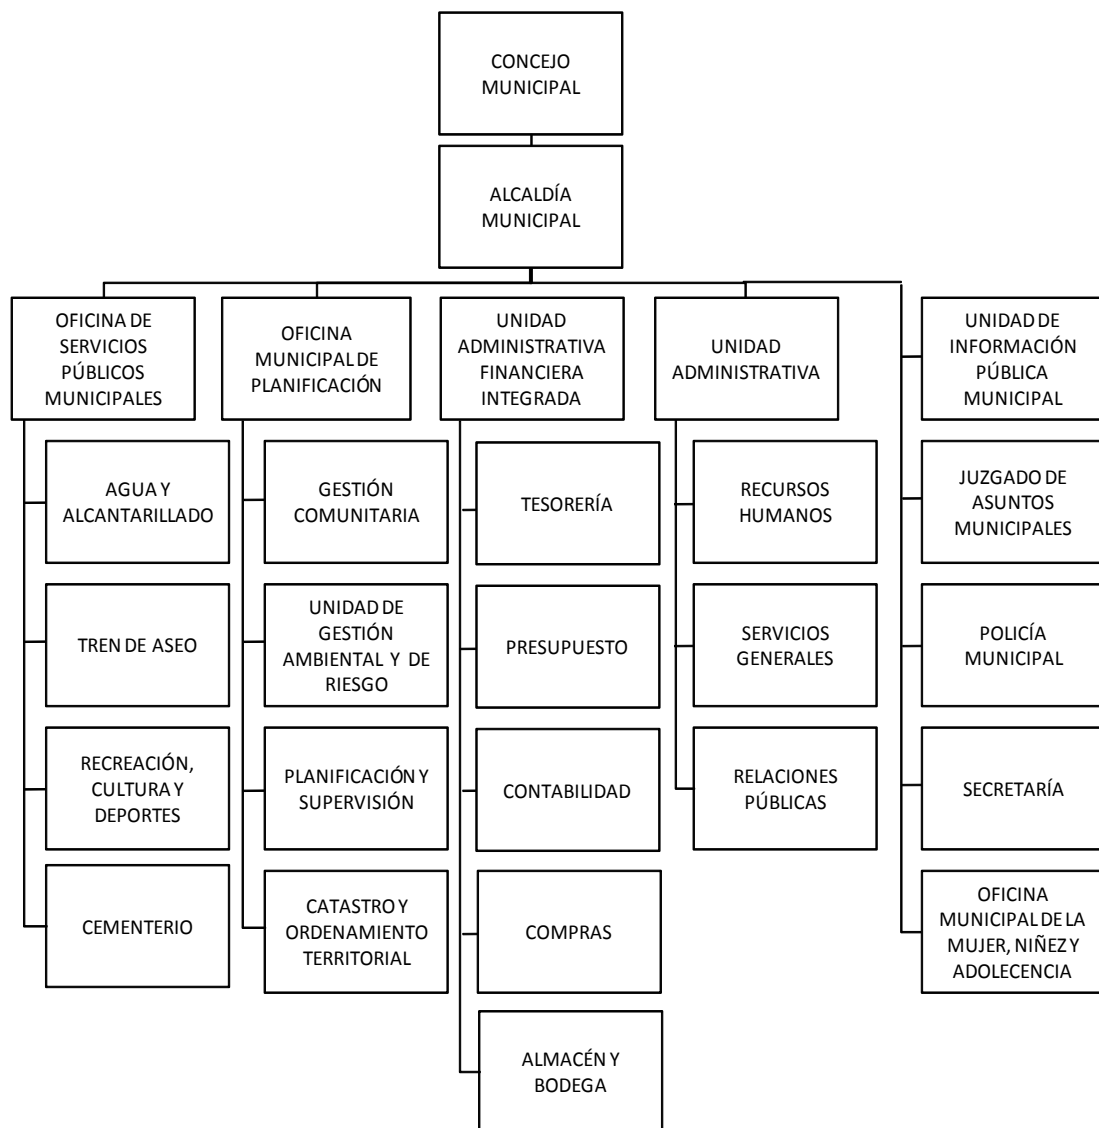 CONCEJO
MUNICIPAL
ALCALDÍA
MUNICIPAL
OFICINA DE
SERVICIOS
PÚBLICOS
MUNICIPALES
OFICINA
MUNICIPAL DE
PLANIFICACIÓN
UNIDAD
ADMINISTRATIVA
FINANCIERA
INTEGRADA
UNIDAD
ADMINISTRATIVA
UNIDAD DE
INFORMACIÓN
PÚBLICA
MUNICIPAL
AGUA Y
ALCANTARILLADO
GESTIÓN
COMUNITARIA
TESORERÍA
RECURSOS
HUMANOS
JUZGADO DE
ASUNTOS
MUNICIPALES
TREN DE ASEO
UNIDAD DE
GESTIÓN
AMBIENTAL Y DE
RIESGO
PRESUPUESTO
SERVICIOS
GENERALES
POLICÍA
MUNICIPAL
RECREACIÓN,
CULTURA Y
DEPORTES
PLANIFICACIÓN Y
SUPERVISIÓN
CONTABILIDAD
RELACIONES
PÚBLICAS
SECRETARÍA
CEMENTERIO
CATASTRO Y
ORDENAMIENTO
TERRITORIAL
COMPRAS
OFICINA
MUNICIPAL DE LA
MUJER, NIÑEZ Y
ADOLECENCIA
ALMACÉN Y
BODEGA